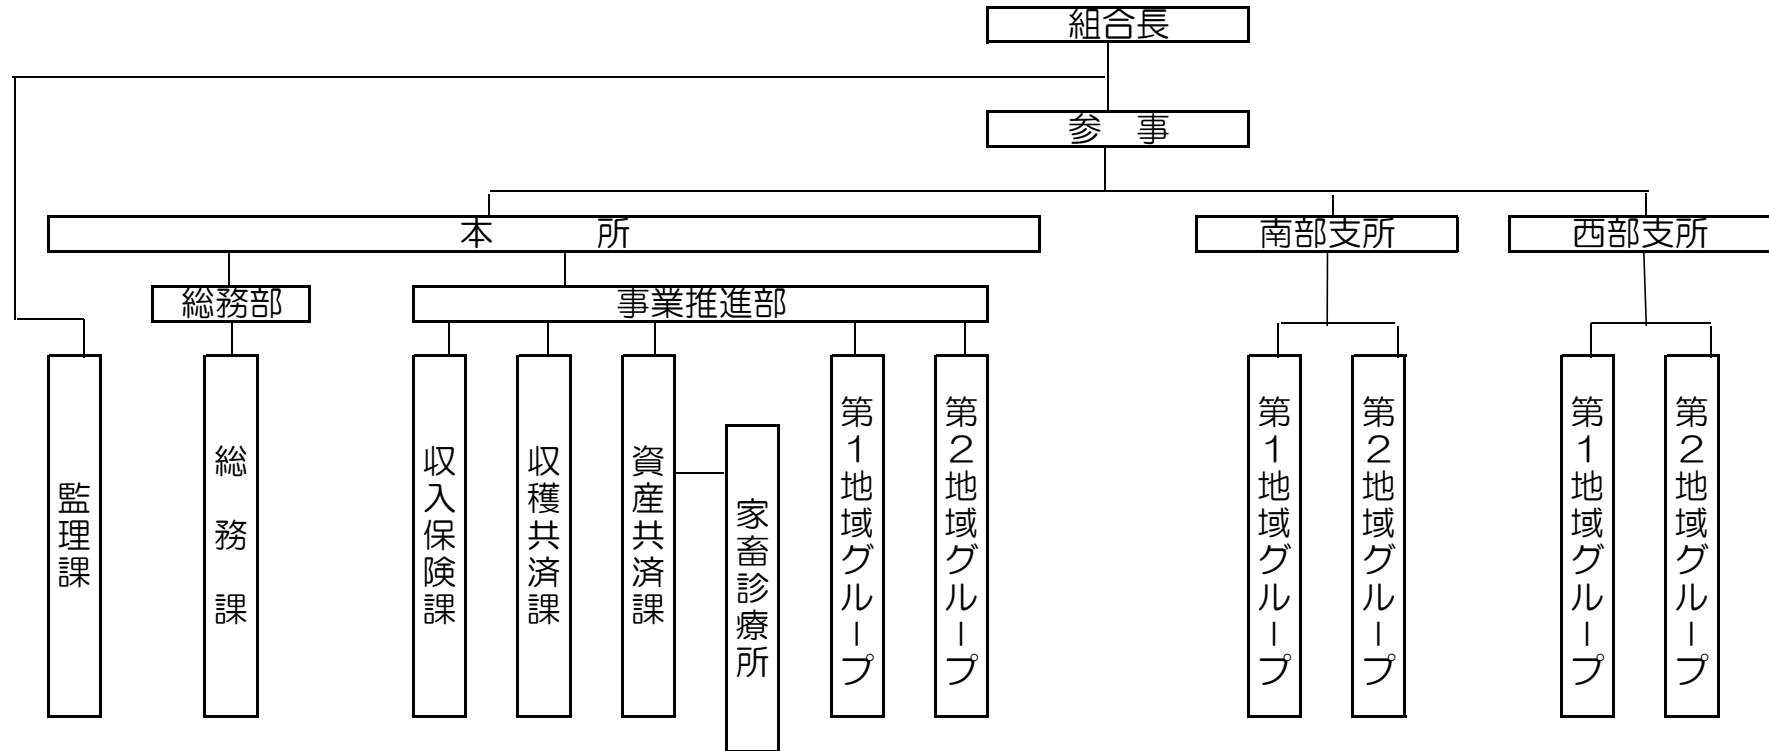 組合長
参　事
本　　　所
南部支所
西部支所
総務部
事業推進部
監理課
総　務　課
収入保険課
収穫共済課
資産共済課
家畜診療所
第1地域グループ
第2地域グループ
第1地域グループ
第2地域グループ
第1地域グループ
第2地域グループ